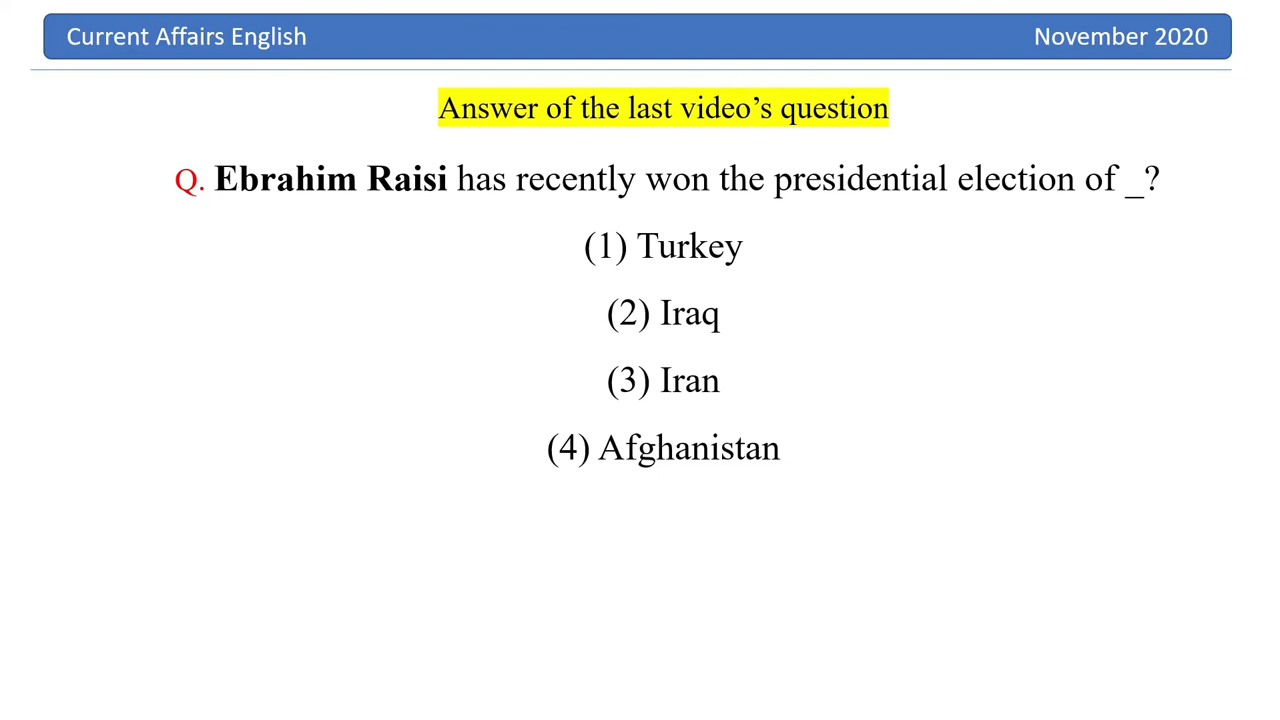 Current Affairs English November 2020
Answer of the last video’s question
Q. Ebrahim Raisi has recently won the presidential election of _?
(1) Turkey
(2) Iraq
(3) Iran
(4) Afghanistan